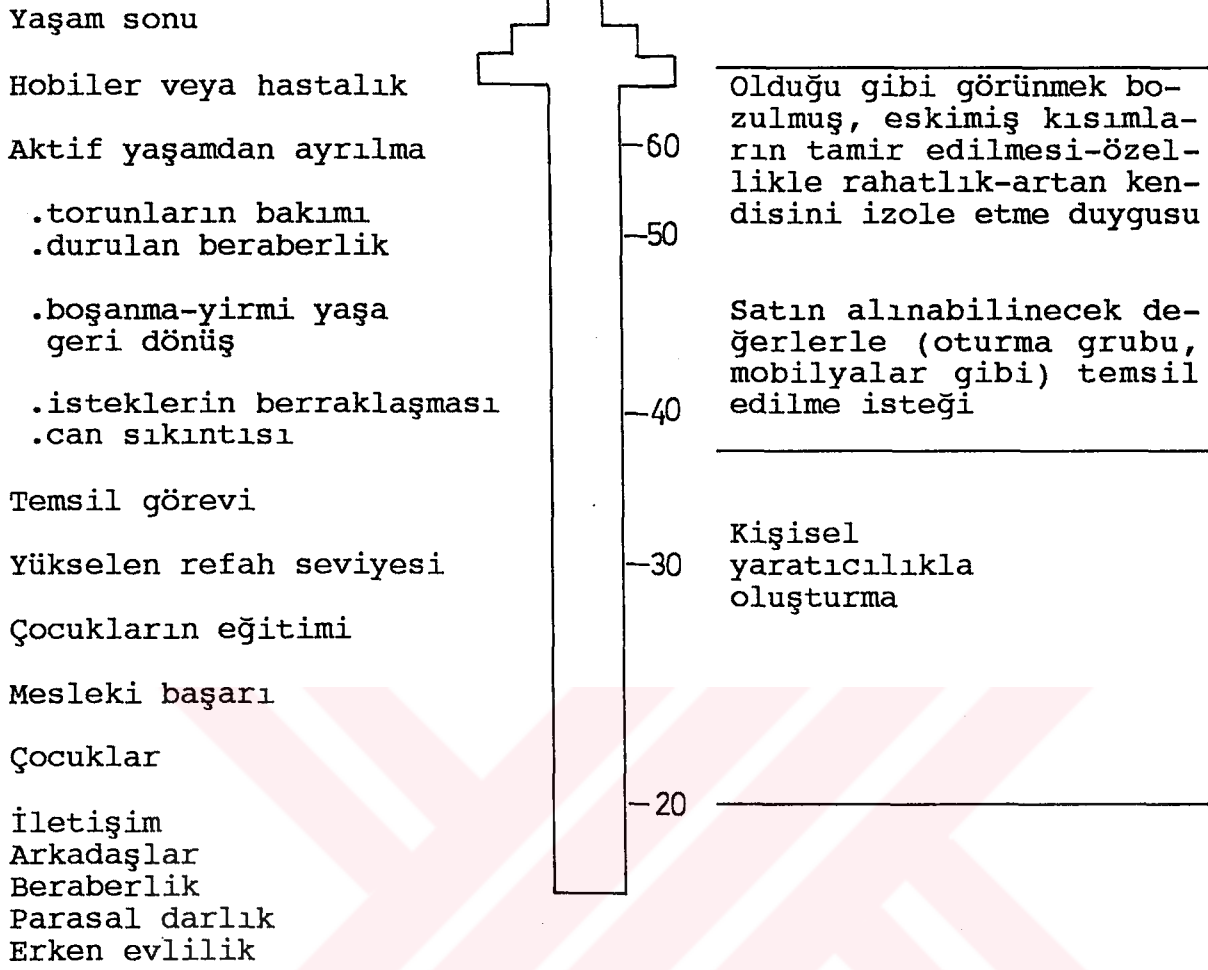 Yaşam sonu
Hobiler veya hastalık
Aktif yaşamdan ayrılma
.torunların bakımı
.durulan beraberlik
.boşanma-yirmi yaşa
geri dönüş
.isteklerin berraklaşması
.can sıkıntısı
Temsil görevi
Yükselen refah seviyesi
Çocukların eğitimi
Mesleki başarı
Çocuklar
İletişim
Arkadaşlar
Beraberlik
Parasal darlık
Erken evlilik
60
50
40
30
20
Olduğu gibi görünmek bo-
zulmuş, eskimiş kısımla-
rın tamir edilmesi-özel-
likle rahatlık-artan ken-
disini izole etme duygusu
Satın alınabilinecek de-
ğerlerle (oturma grubu,
mobilyalar gibi) temsil
edilme isteği
Kişisel
yaratıcılıkla
oluşturma